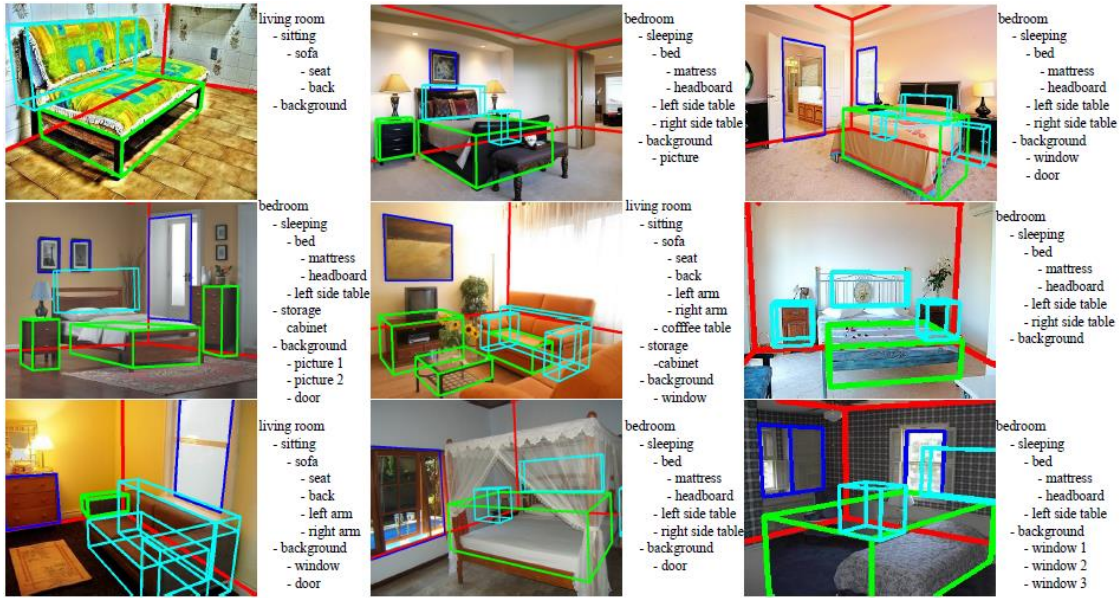 living room
- sitting
- sofa
- seat
- back
- background
bedroom
- sleeping
- bed
- matress
- headboard
- left side table
- right side table
- background
- picture
bedroom
- sleeping
- bed
- mattress
- headboard
- left side table
- right side table
- background
- window
- door
bedroom
- sleeping
- bed
- mattress
- headboard
- left side table
- storage
cabinet
- background
- picture 1
- picture 2
- door
living room
- sitting
- sofa
- seat
- back
- left arm
- right arm
- cofffee table
- storage
-cabinet
- background
- window
bedroom
- sleeping
- bed
- mattress
- headboard
- left side table
- right side table
- background
living room
- sitting
- sofa
- seat
- back
- left arm
- right arm
- background
- window
- door
bedroom
- sleeping
- bed
- mattress
- headboard
- left side table
- right side table
- background
- door
bedroom
- sleeping
- bed
- mattress
- headboard
- left side table
- background
- window 1
- window 2
- window 3